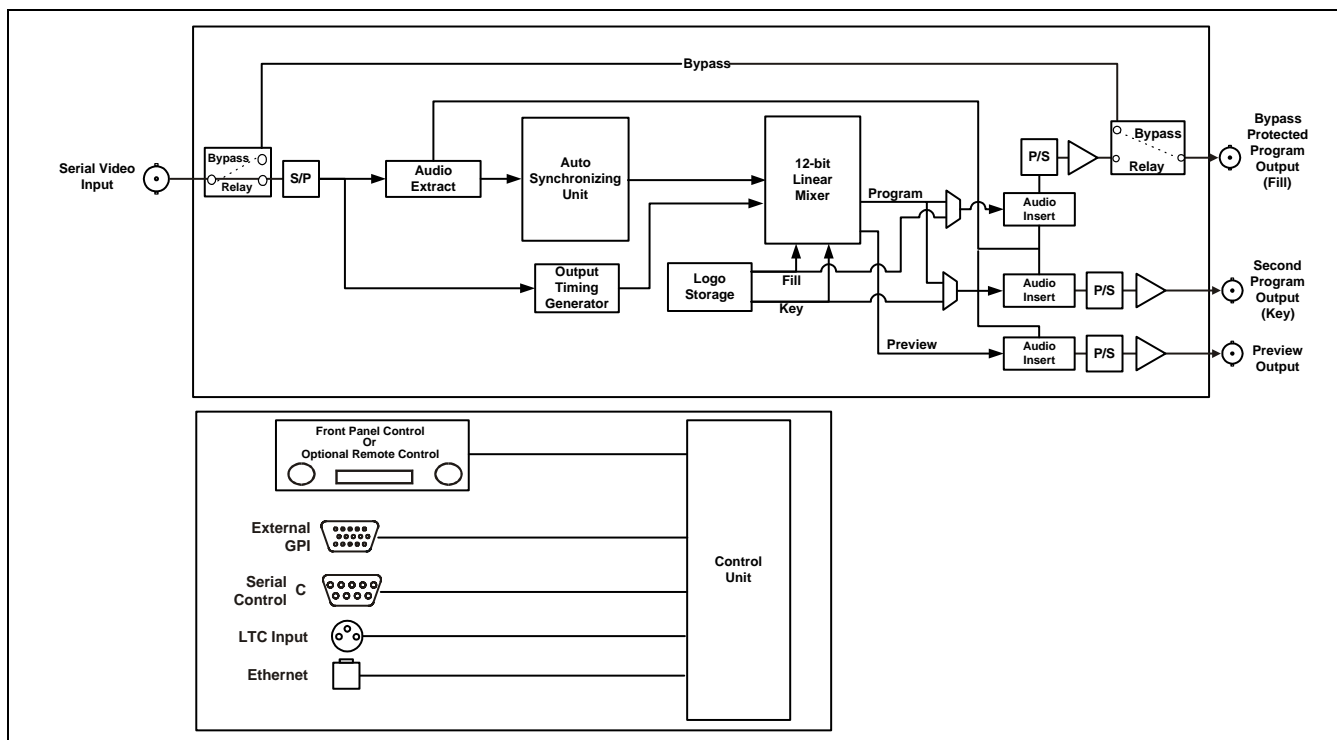 Bypass
Serial Video
Input
Bypass
Relay
S/P
Audio
Extract
Auto
Synchronizing
Unit
12-bit
Linear
Mixer
Program
P/S
Bypass
Relay
Bypass
Protected
Program
Output
(Fill)
Audio
Insert
Output
Timing
Generator
Logo
Storage
Fill
Key
Audio
Insert
P/S
Second
Program
Output
(Key)
Preview
Audio
Insert
P/S
Preview
Output
Front Panel Control
Or
Optional Remote Control
External
GPI
Serial
Control C
LTC Input
Ethernet
Control
Unit